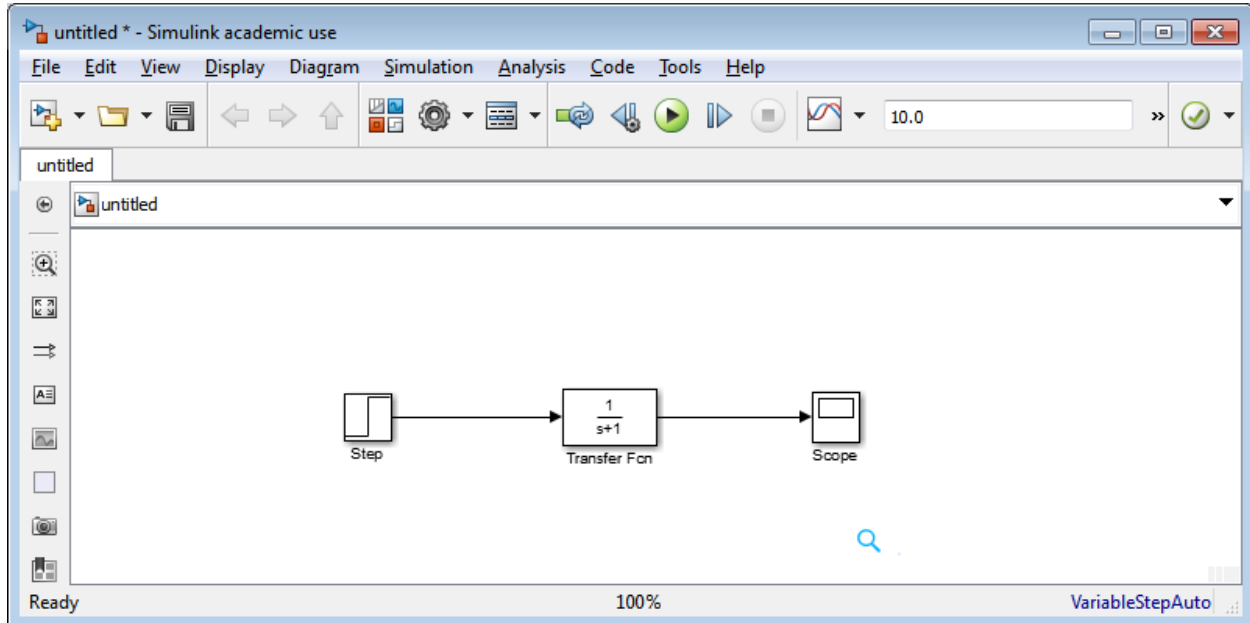 untitled * - Simulink academic use
File Edit View Display Diagram Simulation Analysis Code Tools Help
10.0 »
untitled
untitled
A
1
s+1
Step Transfer Fcn Scope
Ready 100% VariableStepAuto